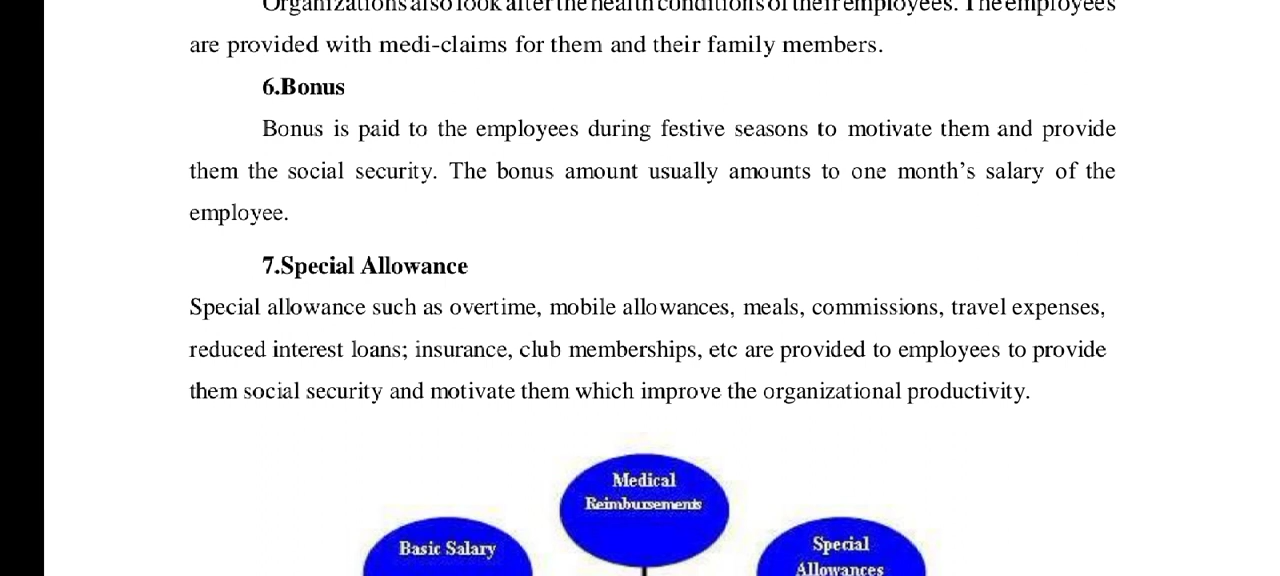 Organizations also look after the health conditions of their employees. The employees
are provided with medi-claims for them and their family members.
6.Bonus
Bonus is paid to the employees during festive seasons to motivate them and provide
them the social security. The bonus amount usually amounts to one month's salary of the
employee.
7.Special Allowance
Special allowance such as overtime, mobile allowances, meals, commissions, travel expenses,
reduced interest loans; insurance, club memberships, etc are provided to employees to provide
them social security and motivate them which improve the organizational productivity.
Medical
Reimbursements
Basic Salary
Special
Allowances